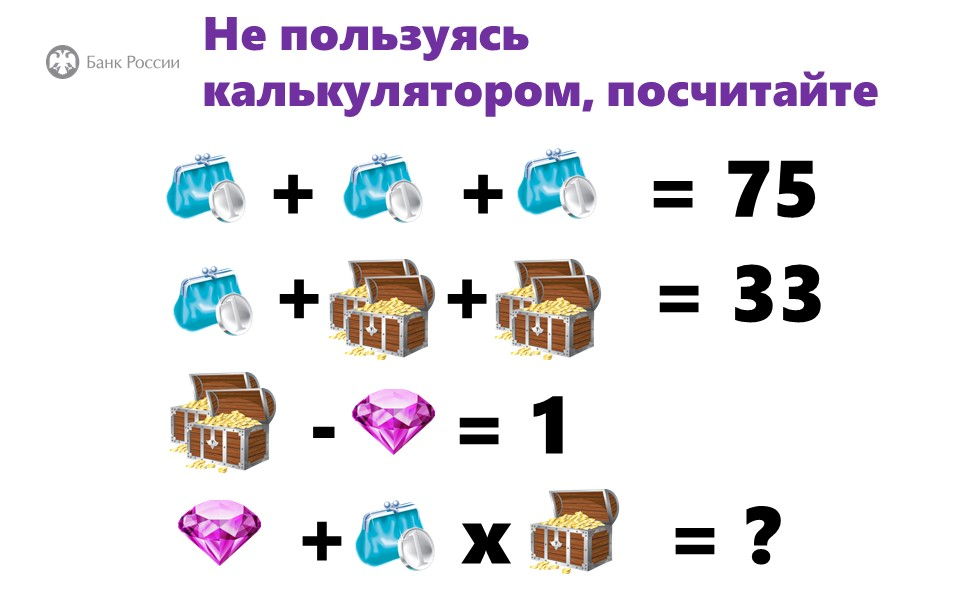 Не пользуясь
Банк России
калькулятором, посчитайте
+ + = 75
+ + = 33
- = 1
+ x = ?